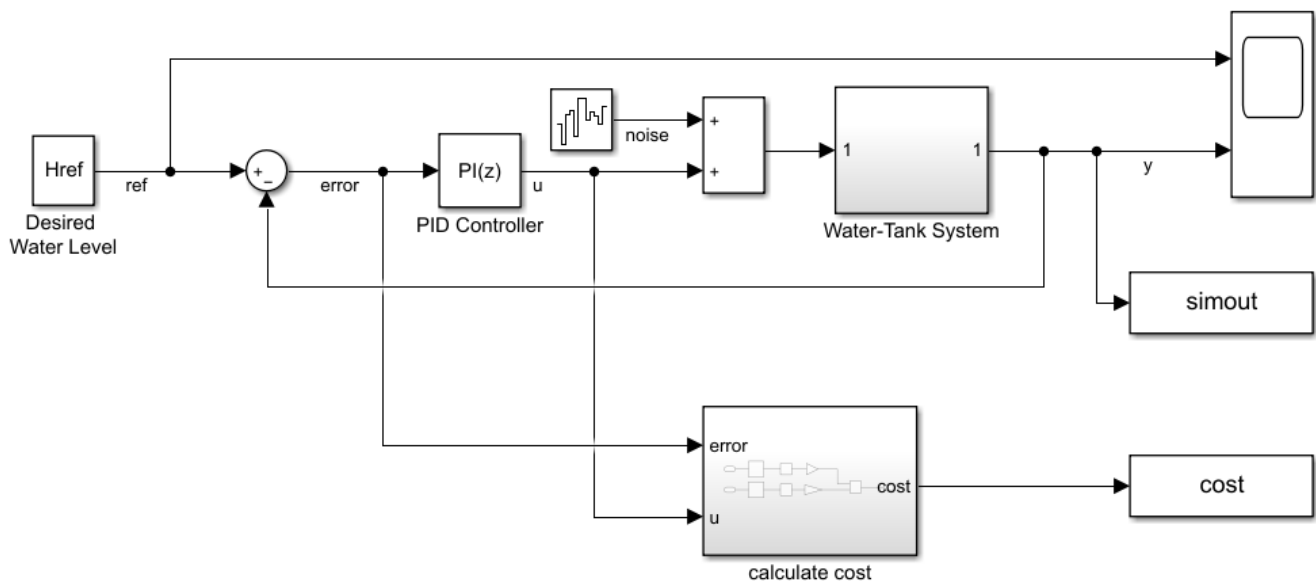 Href
ref
Desired
Water Level
+
−
error
PI(z)
u
PID Controller
noise
+
+
1
1
Water-Tank System
y
simout
error
u
cost
calculate cost
cost